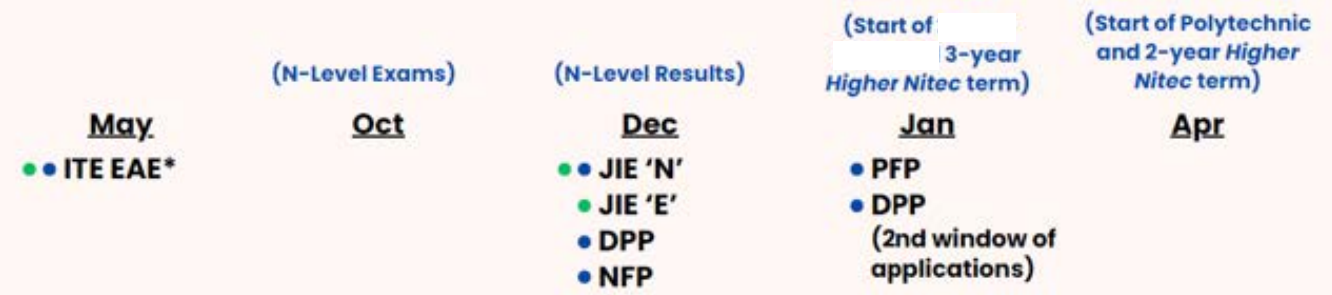 (Start of
3-year
Higher Nitec term)
(Start of Polytechnic
and 2-year Higher
Nitec term)
(N-Level Exams)
(N-Level Results)
May
Oct
Dec
Jan
Apr
ITE EAE*
JIE ‘N’
JIE ‘E’
DPP
NFP
PFP
DPP
(2nd window of
applications)